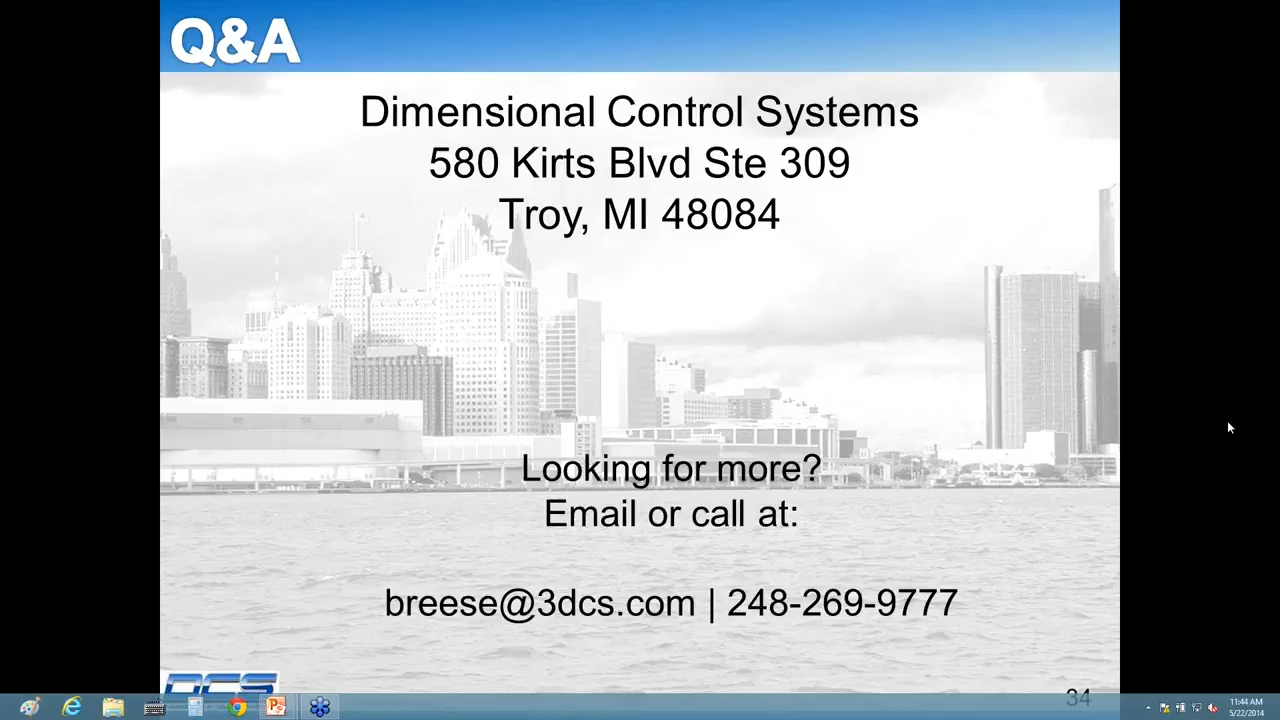 Q&A
Dimensional Control Systems
580 Kirts Blvd Ste 309
Troy, MI 48084
Looking for more?
Email or call at:
breese@3dcs.com | 248-269-9777
DCS
34
11:44 AM
5/22/2014